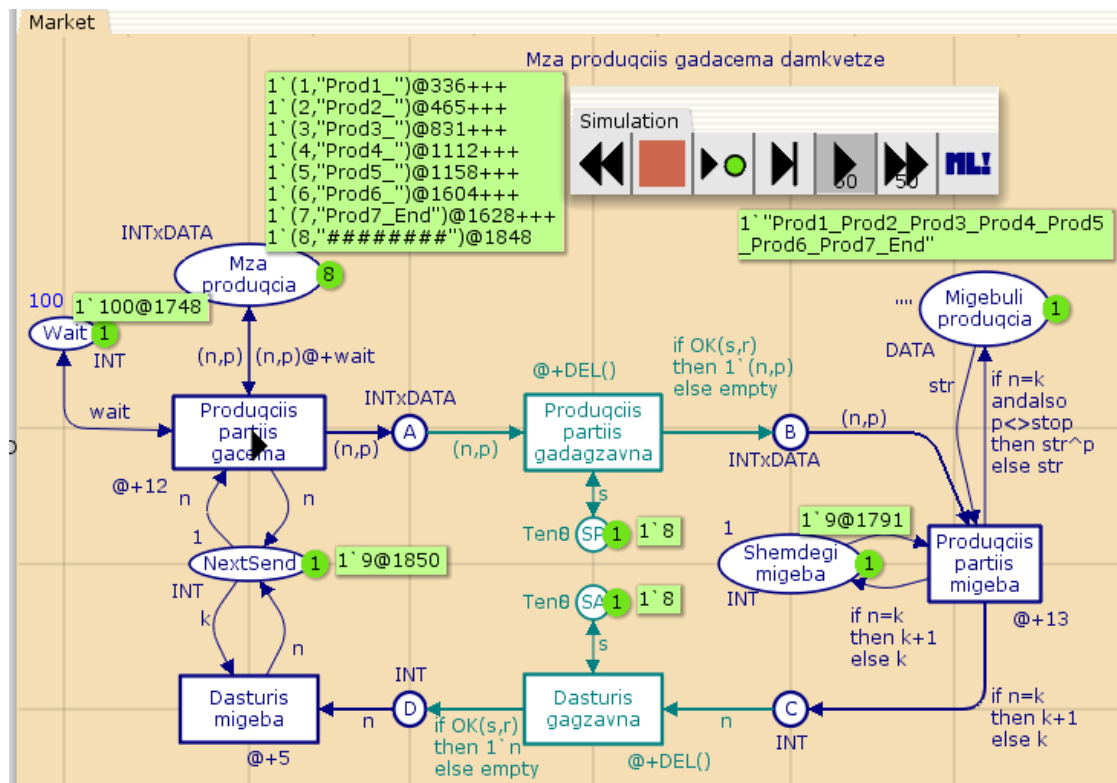 Market
Mza produqciis gadacema damkvetze
1`(1,"Prod1_")@336+++
1`(2,"Prod2_")@465+++
1`(3,"Prod3_")@831+++
1`(4,"Prod4_")@1112+++
1`(5,"Prod5_")@1158+++
1`(6,"Prod6_")@1604+++
1`(7,"Prod7_End")@1628+++
1`(8,"########")@1848
Simulation
50
ML!
1`"Prod1_Prod2_Prod3_Prod4_Prod5
_Prod6_Prod7_End"
INTxDATA
Mza
produqcia
8
100
1`100@1748
Wait
1
INT
(n,p)
(n,p)@+wait
wait
""
Migebuli
produqcia
1
DATA
str
if n=k
andalso
p<>stop
then str^p
else str
if OK(s,r)
then 1`(n,p)
else empty
@+DEL()
INTxDATA
Produqciis
partiis
gacema
(n,p)
A
(n,p)
Produqciis
partiis
gadagzavna
B
(n,p)
INTxDATA
@+12
n
n
s
SP
1
1`8
1
NextSend
1
1`9@1850
INT
1
1`9@1791
Shemdegi
migeba
1
INT
Produqciis
partiis
migeba
@+13
SA
1
1`8
s
k
n
if n=k
then k+1
else k
if n=k
then k+1
else k
Dasturis
migeba
@+5
n
INT
D
if OK(s,r)
then 1`n
else empty
Dasturis
gagzavna
@+DEL()
n
C
INT